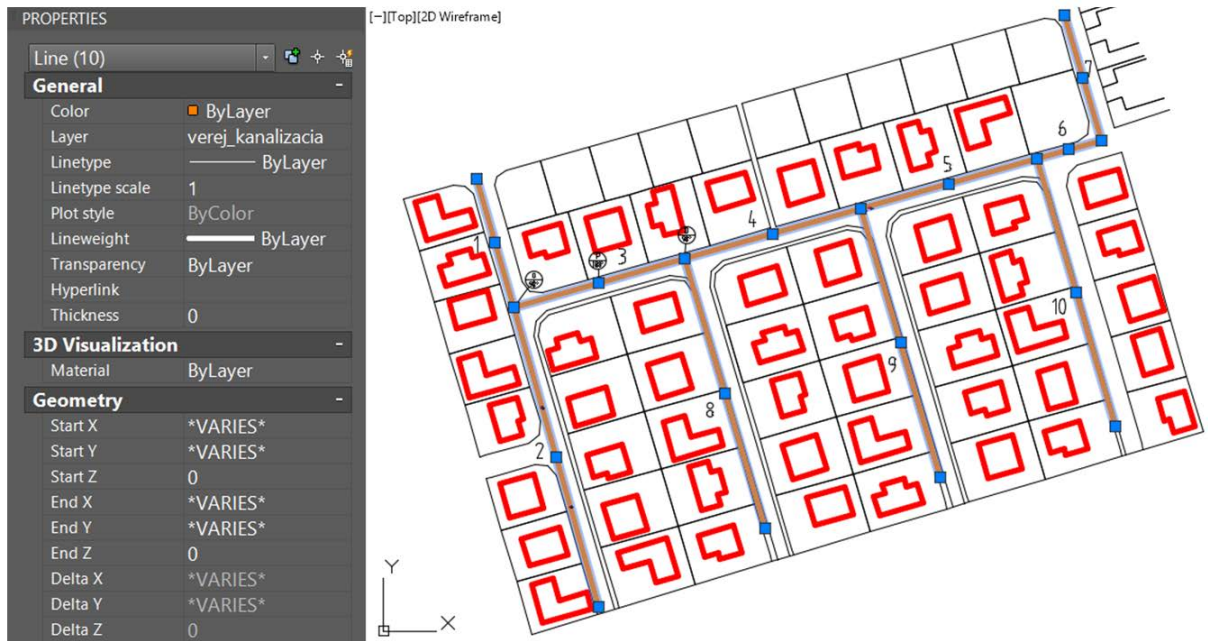 PROPERTIES
Line (10)
General
Color ByLayer
Layer verej_kanalizacia
Linetype ByLayer
Linetype scale 1
Plot style ByColor
Lineweight ByLayer
Transparency ByLayer
Hyperlink
Thickness 0
3D Visualization
Material ByLayer
Geometry
Start X *VARIES*
Start Y *VARIES*
Start Z 0
End X *VARIES*
End Y *VARIES*
End Z 0
Delta X *VARIES*
Delta Y *VARIES*
Delta Z 0
[−][Top][2D Wireframe]
7
6
5
4
3
1
10
9
8
2
Y
X